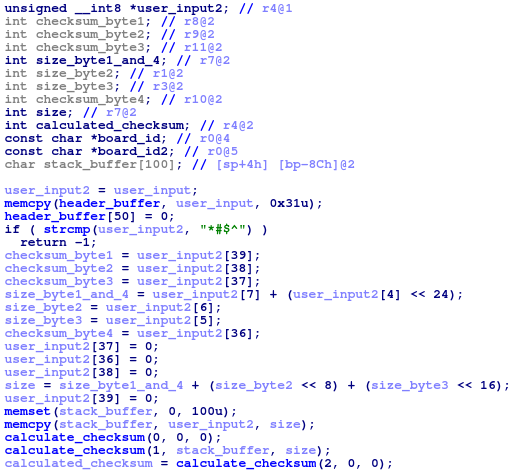 unsigned __int8 *user_input2; // r4@1
int checksum_byte1; // r8@2
int checksum_byte2; // r9@2
int checksum_byte3; // r11@2
int size_byte1_and_4; // r7@2
int size_byte2; // r1@2
int size_byte3; // r3@2
int checksum_byte4; // r10@2
int size; // r7@2
int calculated_checksum; // r4@2
const char *board_id; // r0@4
const char *board_id2; // r0@5
char stack_buffer[100]; // [sp+4h] [bp-8Ch]@2
user_input2 = user_input;
memcpy(header_buffer, user_input, 0x31u);
header_buffer[50] = 0;
if ( strcmp(user_input2, "*#$^") )
return -1;
checksum_byte1 = user_input2[39];
checksum_byte2 = user_input2[38];
checksum_byte3 = user_input2[37];
size_byte1_and_4 = user_input2[7] + (user_input2[4] << 24);
size_byte2 = user_input2[6];
size_byte3 = user_input2[5];
checksum_byte4 = user_input2[36];
user_input2[37] = 0;
user_input2[36] = 0;
user_input2[38] = 0;
size = size_byte1_and_4 + (size_byte2 << 8) + (size_byte3 << 16);
user_input2[39] = 0;
memset(stack_buffer, 0, 100u);
memcpy(stack_buffer, user_input2, size);
calculate_checksum(0, 0, 0);
calculate_checksum(1, stack_buffer, size);
calculated_checksum = calculate_checksum(2, 0, 0);